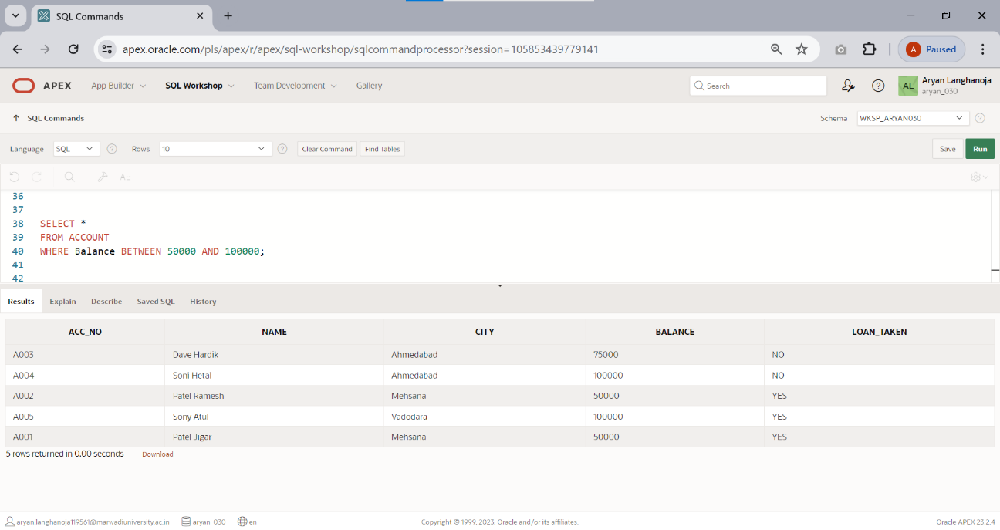 SQL Commands
apex.oracle.com/pls/apex/r/apex/sql-workshop/sqlcommandprocessor?session=105853439779141
A Paused
APEX App Builder SQL Workshop Team Development Gallery Search AL Aryan Langhanoja
aryan_030
SQL Commands Schema WKSP_ARYAN030
Language SQL Rows 10 Clear Command Find Tables Save Run
36
37
38 SELECT *
39 FROM ACCOUNT
40 WHERE Balance BETWEEN 50000 AND 100000;
41
42
Results Explain Describe Saved SQL History
ACC_NO NAME CITY BALANCE LOAN_TAKEN
A003 Dave Hardik Ahmedabad 75000 NO
A004 Soni Hetal Ahmedabad 100000 NO
A002 Patel Ramesh Mehsana 50000 YES
A005 Sony Atul Vadodara 100000 YES
A001 Patel Jigar Mehsana 50000 YES
5 rows returned in 0.00 seconds Download
aryan.langhanoja119561@marwadiuniversity.ac.in aryan_030 en Copyright © 1999, 2023, Oracle and/or its affiliates. Oracle APEX 23.2.4